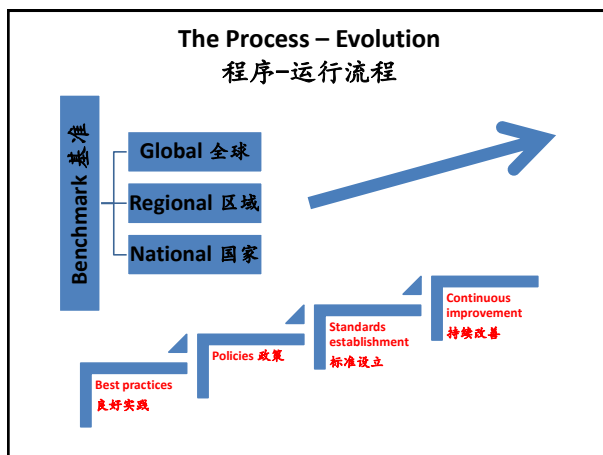 The Process – Evolution
程序-运行流程
Benchmark 基准
Global 全球
Regional 区域
National 国家
Best practices
良好实践
Policies 政策
Standards
establishment
标准设立
Continuous
improvement
持续改善